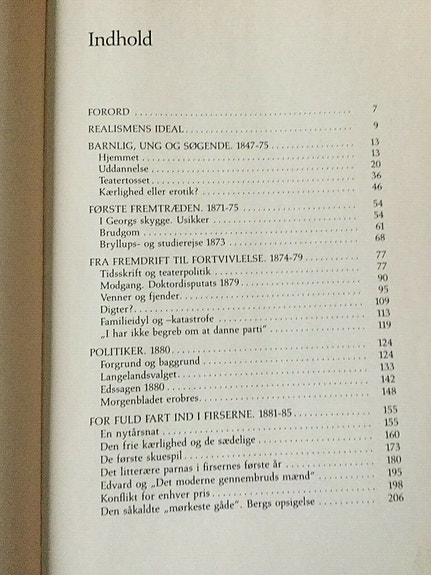 Indhold
FORORD 7
REALISMENS IDEAL 9
BARNLIG, UNG OG SØGENDE. 1847-75 13
Hjemmet 13
Uddannelse 20
Teatertosset 36
Kærlighed eller erotik? 46
FØRSTE FREMTRÆDEN. 1871-75 54
I Georgs skygge. Usikker 54
Brudgom 61
Bryllups- og studierejse 1873 68
FRA FREMDRIFT TIL FORTVIVLELSE. 1874-79 77
Tidsskrift og teaterpolitik 77
Modgang. Doktordisputats 1879 90
Venner og fjender 95
Digter? 109
Familieidyl og –katastrofe 113
„I har ikke begreb om at danne parti" 119
POLITIKER. 1880 124
Forgrund og baggrund 124
Langelandsvalget 133
Edssagen 1880 142
Morgenbladet erobres 148
FOR FULD FART IND I FIRSERNE. 1881-85 155
En nytårsnat 155
Den frie kærlighed og de sædelige 160
De første skuespil 173
Det litterære parnas i firsernes første år 180
Edvard og „Det moderne gennembruds mænd" 195
Konflikt for enhver pris 198
Den såkaldte „mørkeste gåde". Bergs opsigelse 206